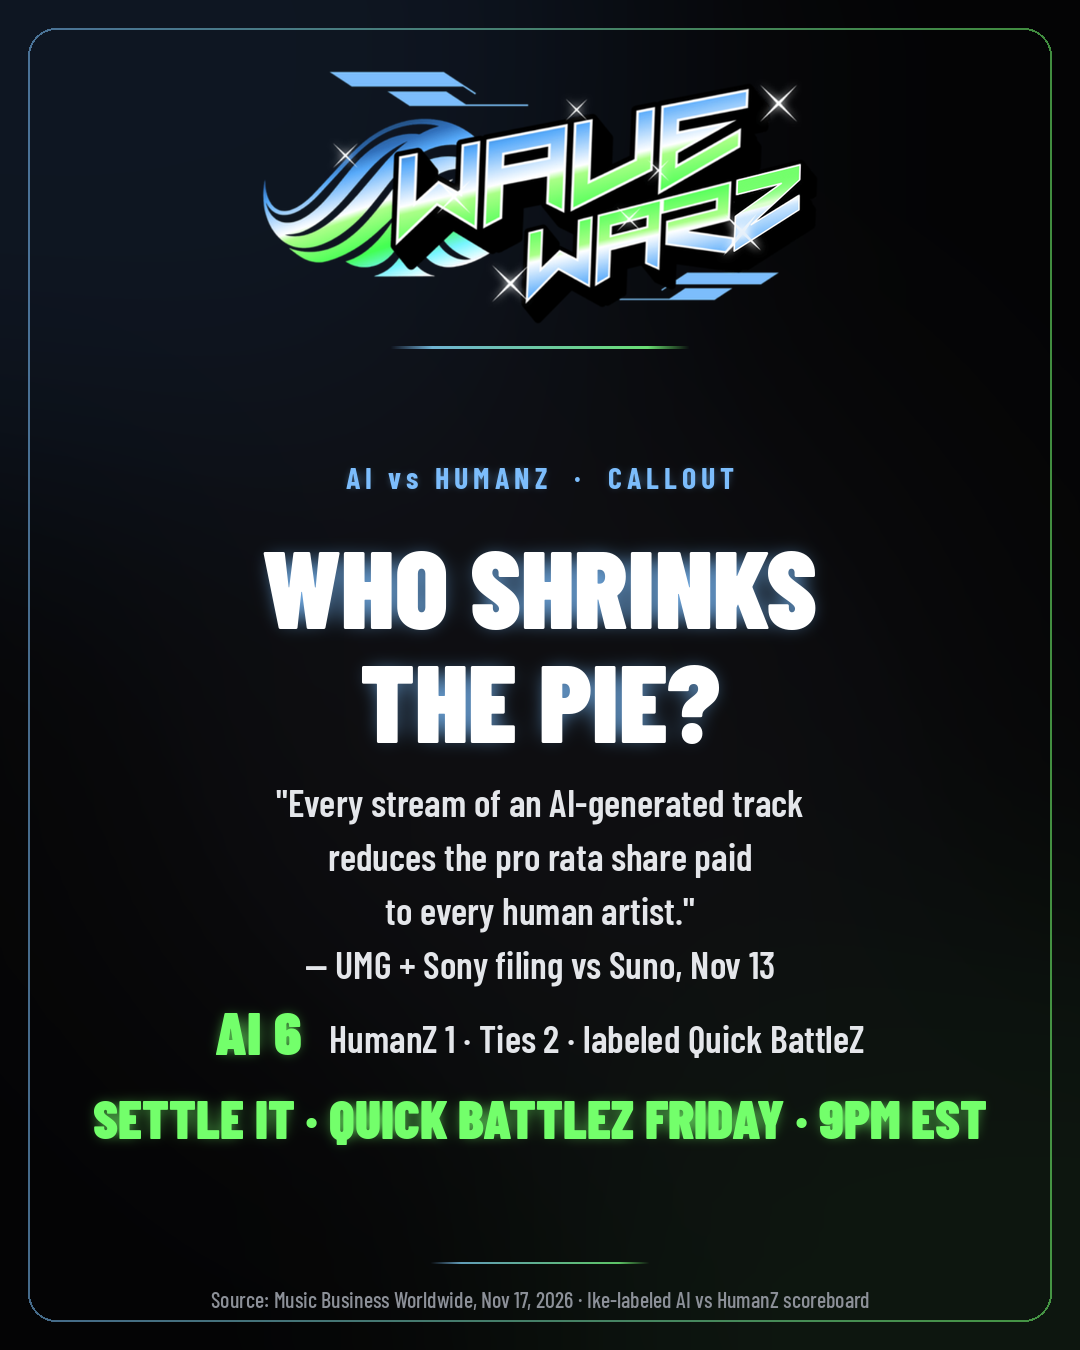 WAVE
WARZ
AI vs HUMANZ · CALLOUT
WHO SHRINKS
THE PIE?
"Every stream of an AI-generated track
reduces the pro rata share paid
to every human artist."
– UMG + Sony filing vs Suno, Nov 13
AI 6 HumanZ 1 · Ties 2 · labeled Quick BattleZ
SETTLE IT · QUICK BATTLEZ FRIDAY · 9PM EST
Source: Music Business Worldwide, Nov 17, 2026 · Ike-labeled AI vs HumanZ scoreboard